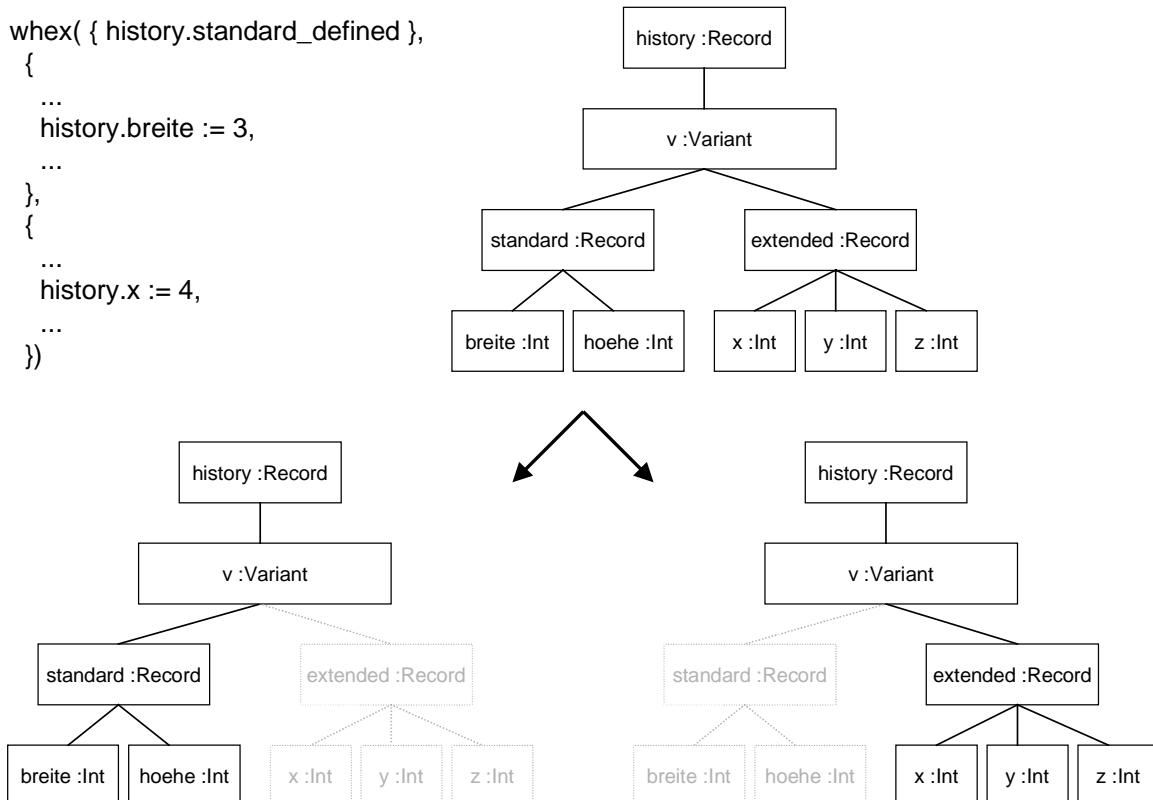 whex( { history.standard_defined },
{
...
history.breite := 3,
...
},
{
...
history.x := 4,
...
})
history :Record
v :Variant
standard :Record extended :Record
breite :Int hoehe :Int x :Int y :Int z :Int
history :Record history :Record
v :Variant v :Variant
standard :Record extended :Record standard :Record extended :Record
breite :Int hoehe :Int x :Int y :Int z :Int breite :Int hoehe :Int x :Int y :Int z :Int